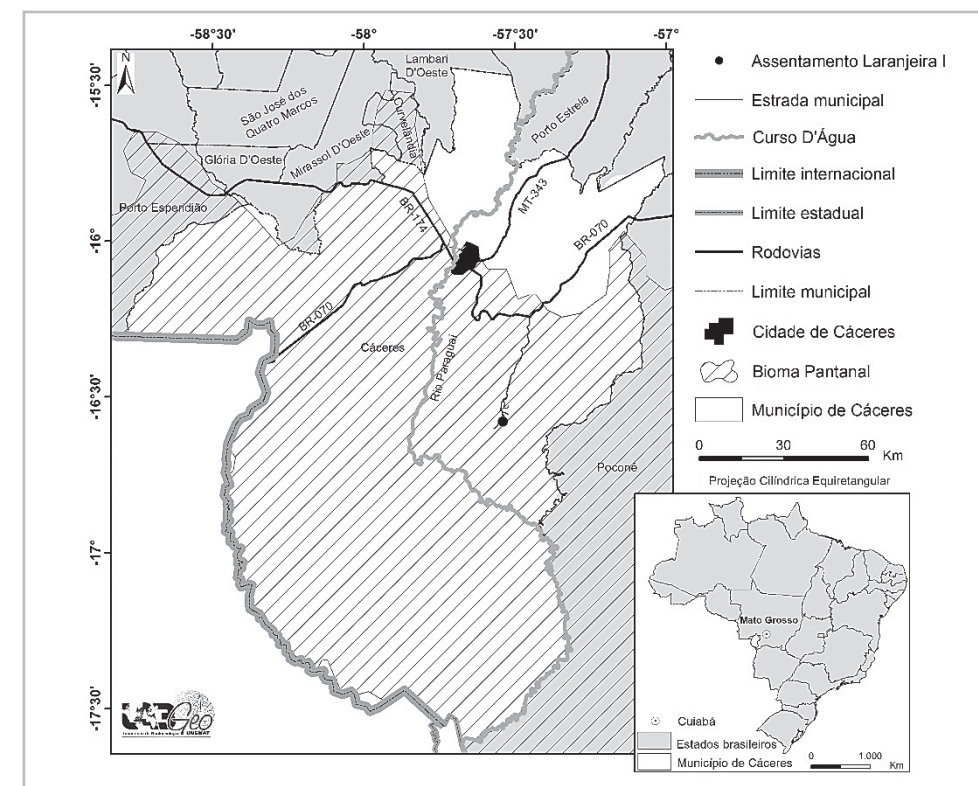 -58°30'
-58°
-57°30'
-57°
-15°30'
-16°
-16°30'
-17°
-17°30'
N
Lambari
D'Oeste
São José dos
Quatro Marcos
Curvelândia
Porto Estrela
Mirassol D'Oeste
Glória D'Oeste
Porto Espendião
BR-174
MT-343
BR-070
BR-070
Cáceres
Rio Paraguai
Poconé
Assentamento Laranjeira I
Estrada municipal
Curso D'Água
Limite internacional
Limite estadual
Rodovias
Limite municipal
Cidade de Cáceres
Bioma Pantanal
Município de Cáceres
0 30 60
Km
Projeção Cilíndrica Equiretangular
Mato Grosso
Cuiabá
Estados brasileiros
Município de Cáceres
0 1.000
Km
Geo
UNEMAT